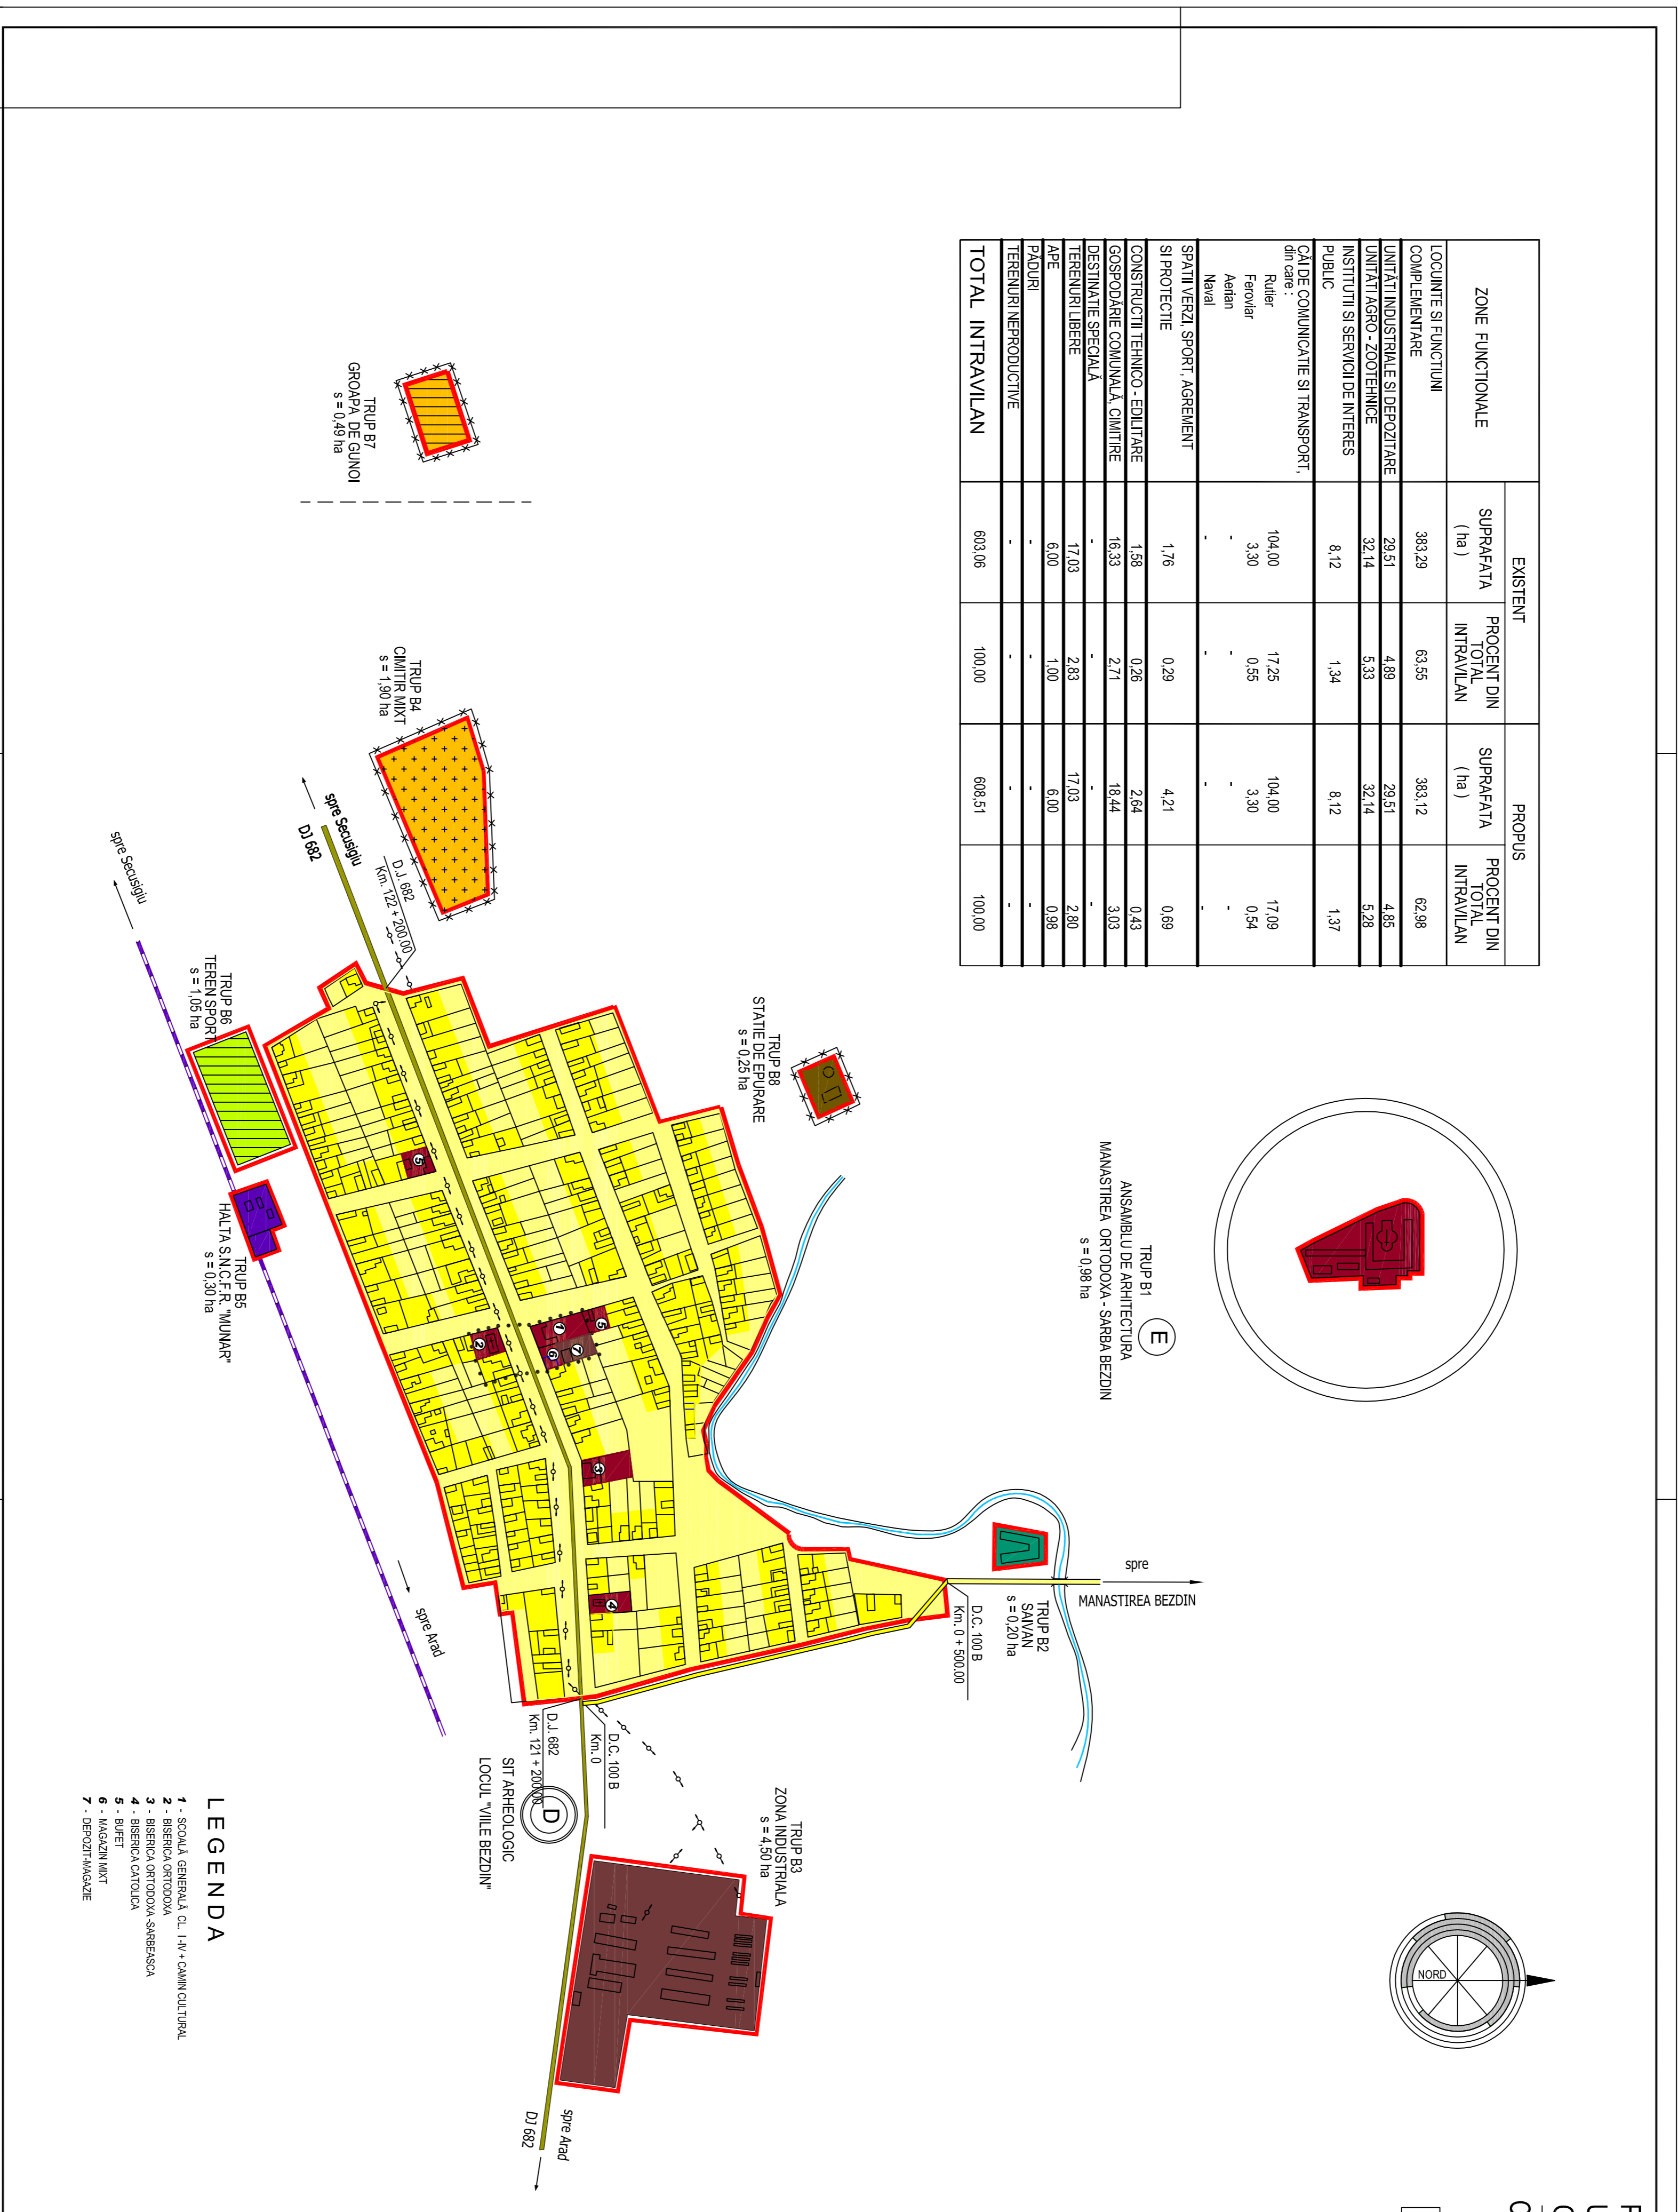 ZONE FUNCTIONALE
EXISTENT
PROPUS
SUPRAFATA
( ha )
PROCENT DIN
TOTAL
INTRAVILAN
SUPRAFATA
( ha )
PROCENT DIN
TOTAL
INTRAVILAN
LOCUINTE SI FUNCTIUNI
COMPLEMENTARE 383,29 63,55 383,12 62,98
UNITĂTI INDUSTRIALE SI DEPOZITARE 29,51 4,89 29,51 4,85
UNITĂTI AGRO - ZOOTEHNICE 32,14 5,33 32,14 5,28
INSTITUTII SI SERVICII DE INTERES
PUBLIC 8,12 1,34 8,12 1,37
CĂI DE COMUNICATIE SI TRANSPORT,
din care :
Rutier 104,00 17,25 104,00 17,09
Feroviar 3,30 0,55 3,30 0,54
Aerian - - - -
Naval - - - -
SPATII VERZI, SPORT, AGREMENT
SI PROTECTIE 1,76 0,29 4,21 0,69
CONSTRUCTII TEHNICO - EDILITARE 1,58 0,26 2,64 0,43
GOSPODĂRIE COMUNALĂ, CIMITIRE 16,33 2,71 18,44 3,03
DESTINATIE SPECIALĂ - - - -
TERENURI LIBERE 17,03 2,83 17,03 2,80
APE 6,00 1,00 6,00 0,98
PĂDURI - - - -
TERENURI NEPRODUCTIVE - - - -
TOTAL INTRAVILAN 603,06 100,00 608,51 100,00
NORD
TRUP B1
ANSAMBLU DE ARHITECTURA
MANASTIREA ORTODOXA - SARBA BEZDIN
s = 0,98 ha
E
spre
MANASTIREA BEZDIN
TRUP B2
SAIVAN
s = 0,20 ha
D.C. 100 B
Km. 0 + 500.00
TRUP B8
STATIE DE EPURARE
s = 0,25 ha
TRUP B3
ZONA INDUSTRIALA
s = 4,50 ha
D.C. 100 B
Km. 0
D.J. 682
Km. 121 + 200.00
D
SIT ARHEOLOGIC
LOCUL "VIILE BEZDIN"
spre Arad
DJ 682
TRUP B7
GROAPA DE GUNOI
s = 0,49 ha
TRUP B4
CIMITIR MIXT
s = 1,90 ha
spre Secusigiu
DJ 682
D.J. 682
Km. 122 + 200.00
5
1
5
7
6
2
3
4
spre Secusigiu
TRUP B6
TEREN SPORT
s = 1,05 ha
TRUP B5
HALTA S.N.C.F.R. "MUNAR"
s = 0,30 ha
spre Arad
LEGENDA
1 - SCOALĂ GENERALĂ CL. I-IV + CAMIN CULTURAL
2 - BISERICA ORTODOXA
3 - BISERICA ORTODOXA -SARBEASCA
4 - BISERICA CATOLICA
5 - BUFET
6 - MAGAZIN MIXT
7 - DEPOZIT-MAGAZIE